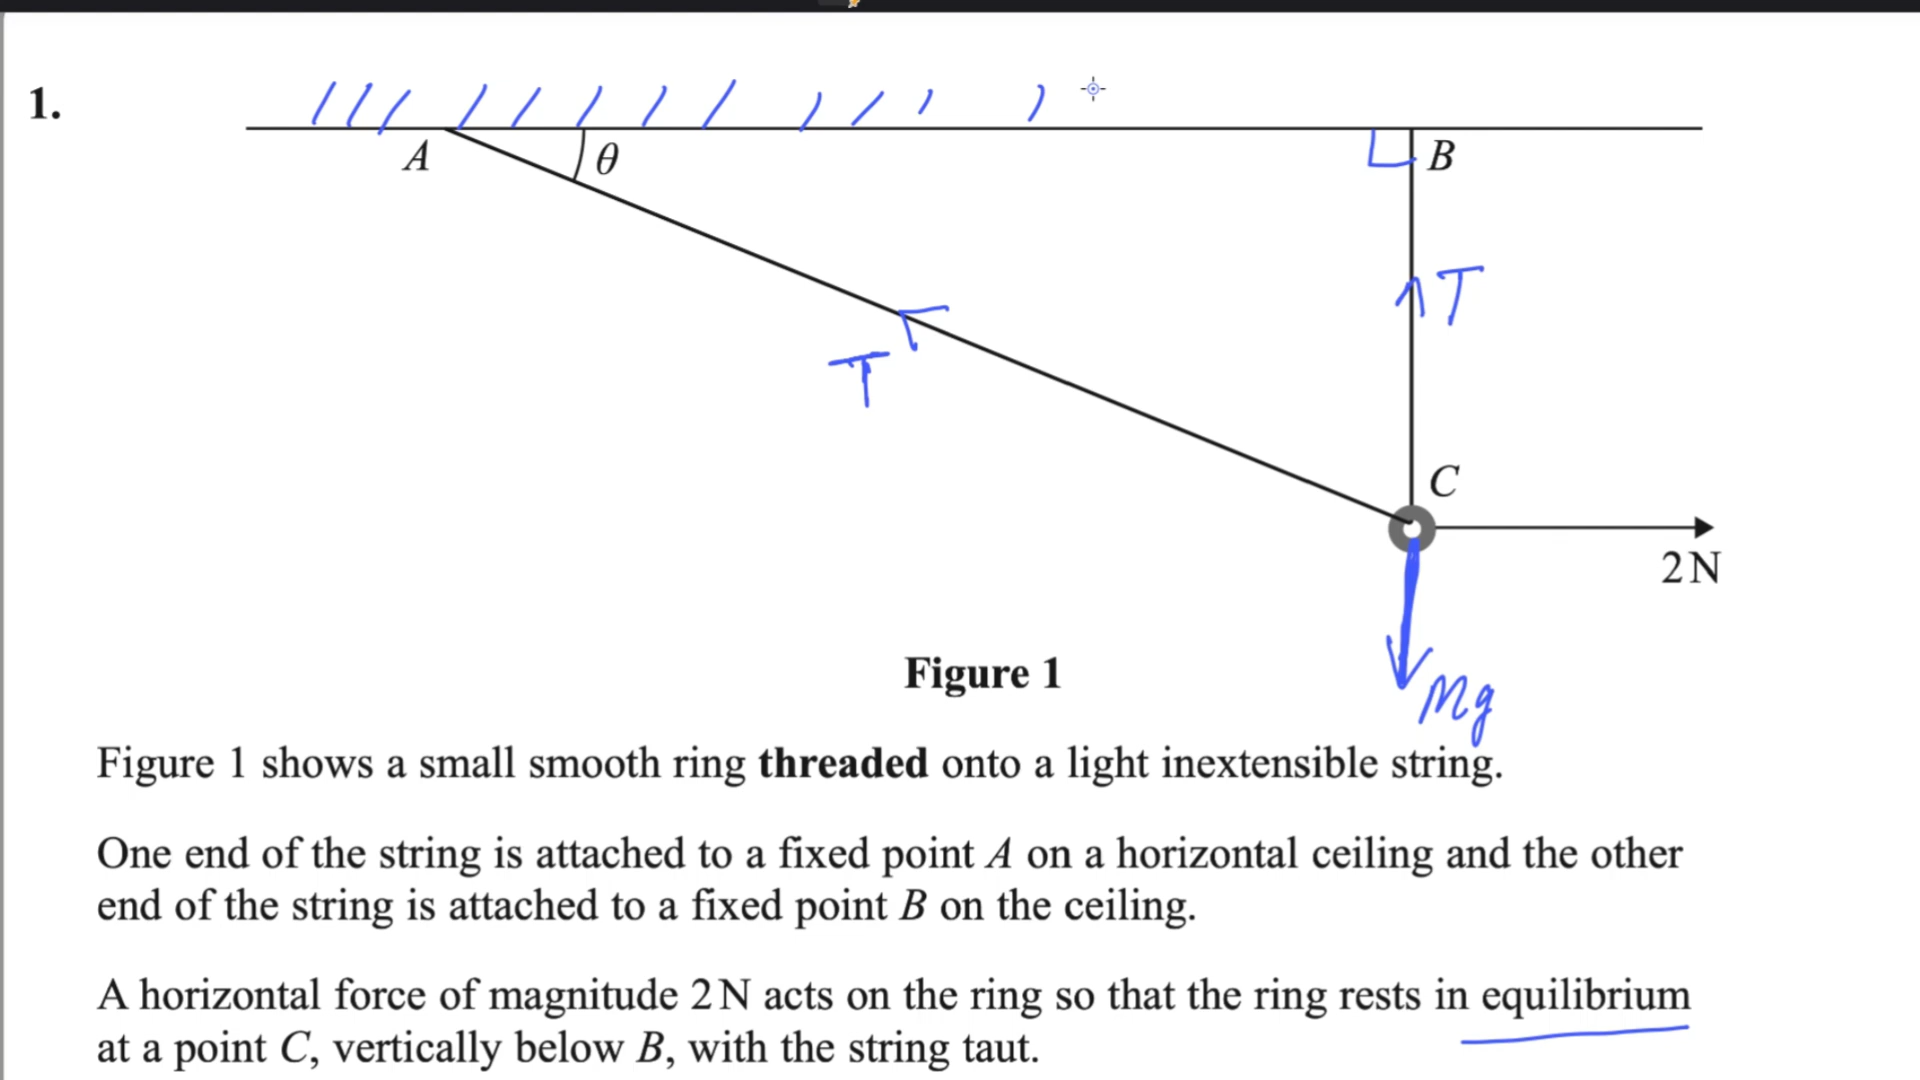 1.
A
θ
B
T
T
C
2 N
Mg
Figure 1
Figure 1 shows a small smooth ring threaded onto a light inextensible string.
One end of the string is attached to a fixed point A on a horizontal ceiling and the other
end of the string is attached to a fixed point B on the ceiling.
A horizontal force of magnitude 2 N acts on the ring so that the ring rests in equilibrium
at a point C, vertically below B, with the string taut.